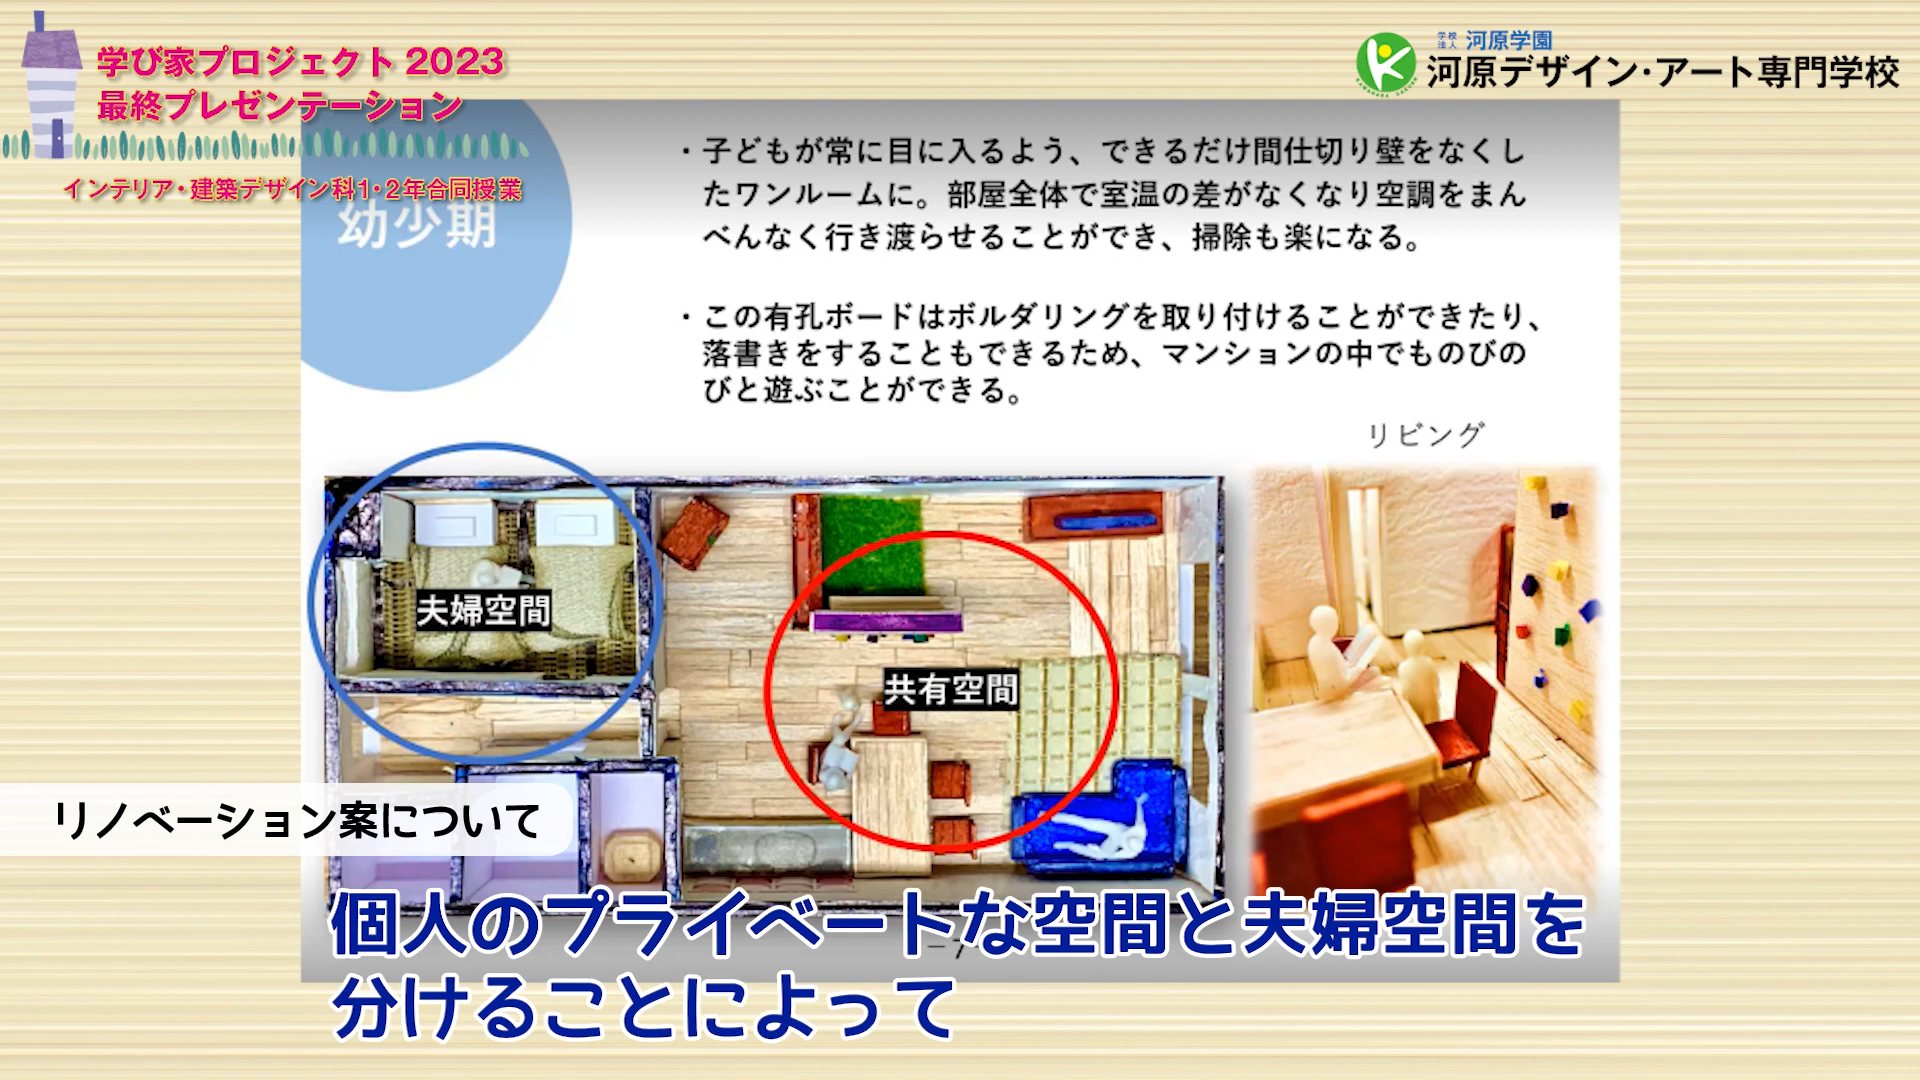 学び家プロジェクト 2023
最終プレゼンテーション
インテリア・建築デザイン科1・2年合同授業
学校法人 河原学園
河原デザイン・アート専門学校
幼少期
・子どもが常に目に入るよう、できるだけ間仕切り壁をなくし
たワンルームに。部屋全体で室温の差がなくなり空調をまん
べんなく行き渡らせることができ、掃除も楽になる。
・この有孔ボードはボルダリングを取り付けることができたり、
落書きをすることもできるため、マンションの中でものびの
びと遊ぶことができる。
リビング
夫婦空間
共有空間
リノベーション案について
個人のプライベートな空間と夫婦空間を
分けることによって